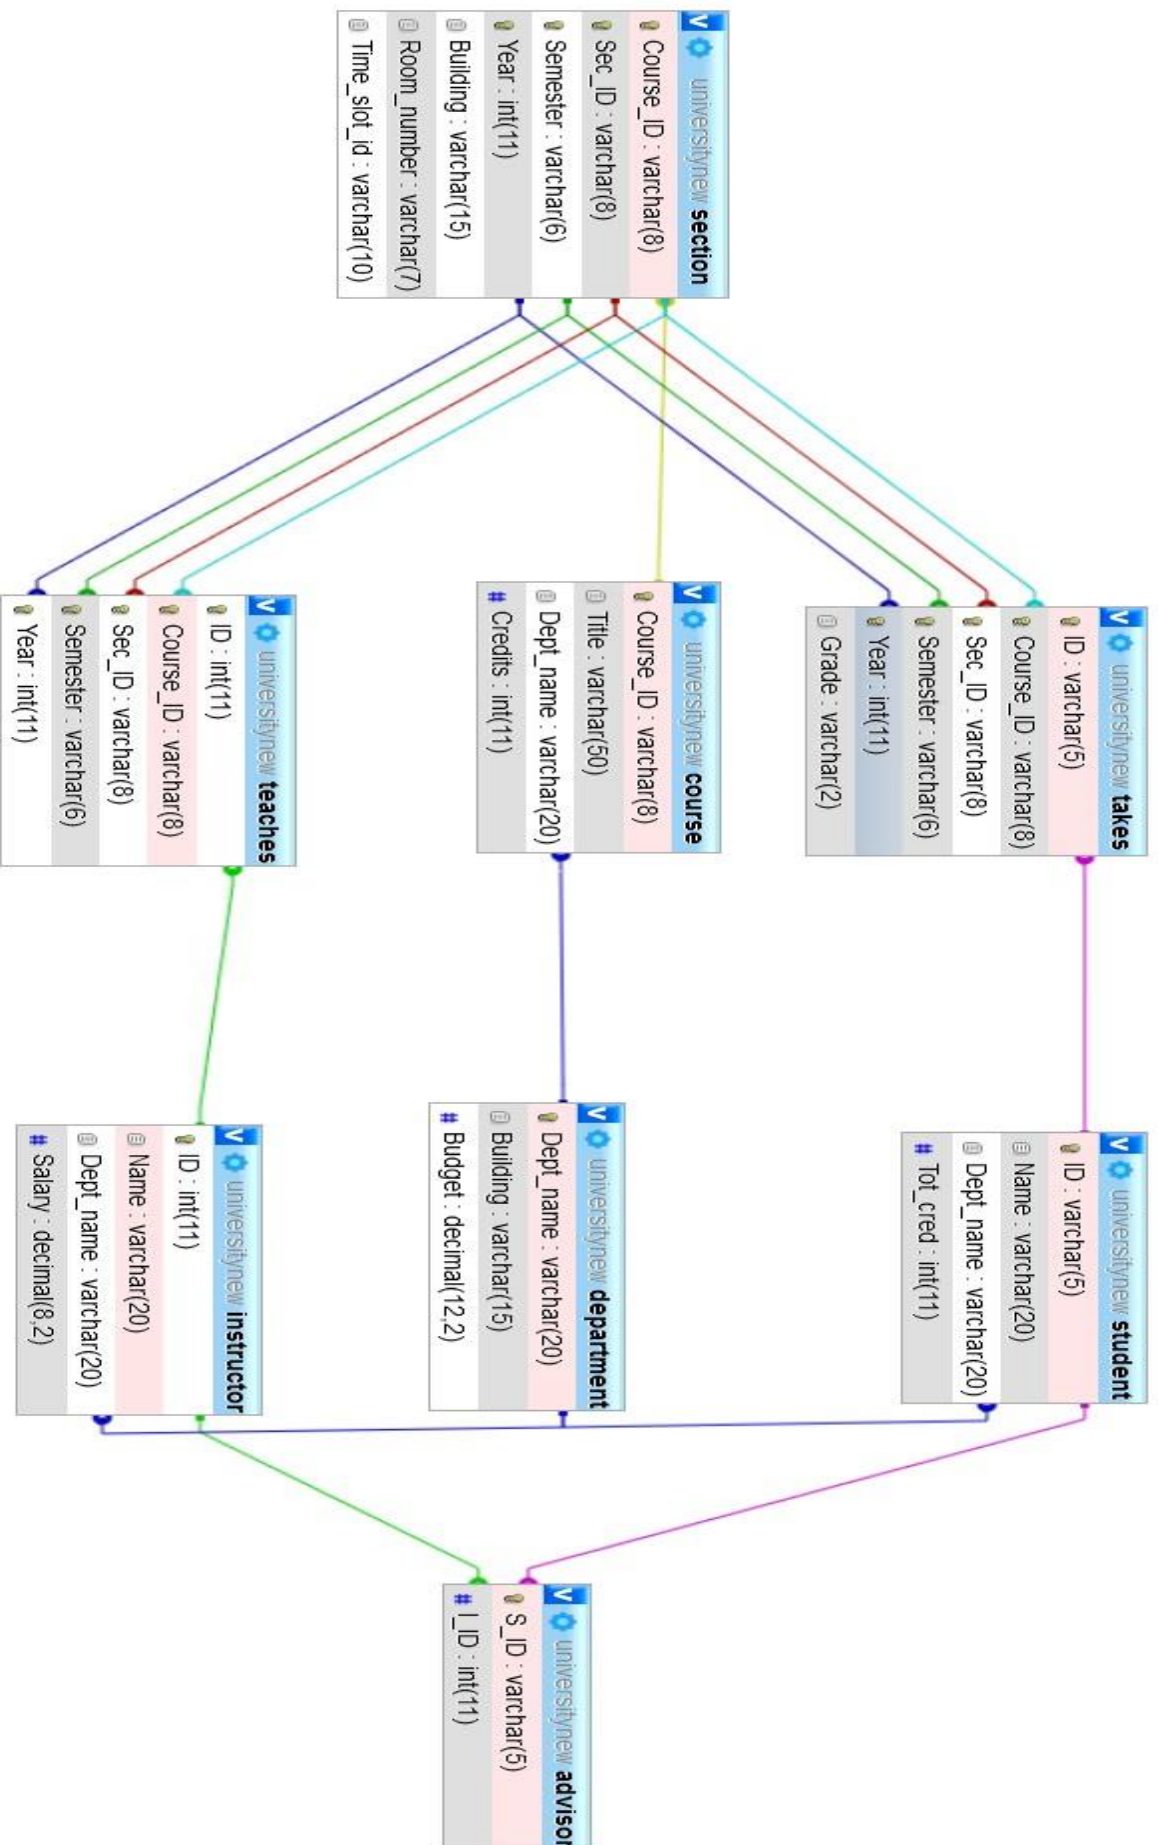 universitynew section
Course_ID : varchar(8)
Sec_ID : varchar(8)
Semester : varchar(6)
Year : int(11)
Building : varchar(15)
Room_number : varchar(7)
Time_slot_id : varchar(10)
universitynew takes
ID : varchar(5)
Course_ID : varchar(8)
Sec_ID : varchar(8)
Semester : varchar(6)
Year : int(11)
Grade : varchar(2)
universitynew course
Course_ID : varchar(8)
Title : varchar(50)
Dept_name : varchar(20)
# Credits : int(11)
universitynew teaches
ID : int(11)
Course_ID : varchar(8)
Sec_ID : varchar(8)
Semester : varchar(6)
Year : int(11)
universitynew student
ID : varchar(5)
Name : varchar(20)
Dept_name : varchar(20)
# Tot_cred : int(11)
universitynew department
Dept_name : varchar(20)
Building : varchar(15)
# Budget : decimal(12,2)
universitynew instructor
ID : int(11)
Name : varchar(20)
Dept_name : varchar(20)
# Salary : decimal(8,2)
universitynew advisor
S_ID : varchar(5)
# I_ID : int(11)